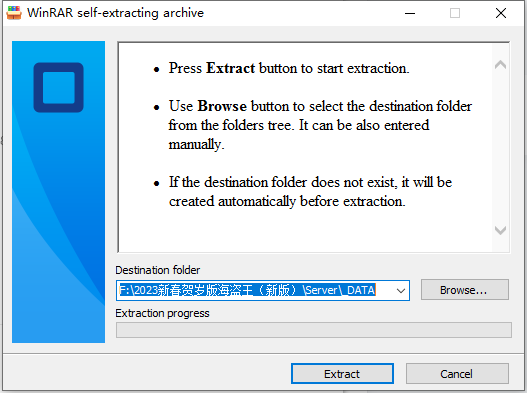 WinRAR self-extracting archive
• Press Extract button to start extraction.
• Use Browse button to select the destination folder
from the folders tree. It can be also entered
manually.
• If the destination folder does not exist, it will be
created automatically before extraction.
Destination folder
F:\2023新春贺岁版海盗王（新版）\Server\_DATA
Browse...
Extraction progress
Extract
Cancel